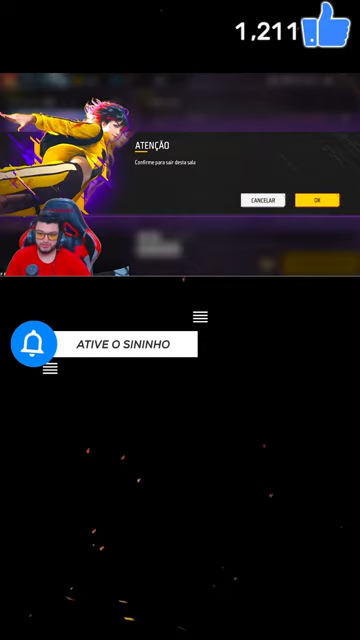 1,211
ATENÇÃO
Confirme para sair desta sala
CANCELAR
OK
ATIVE O SININHO